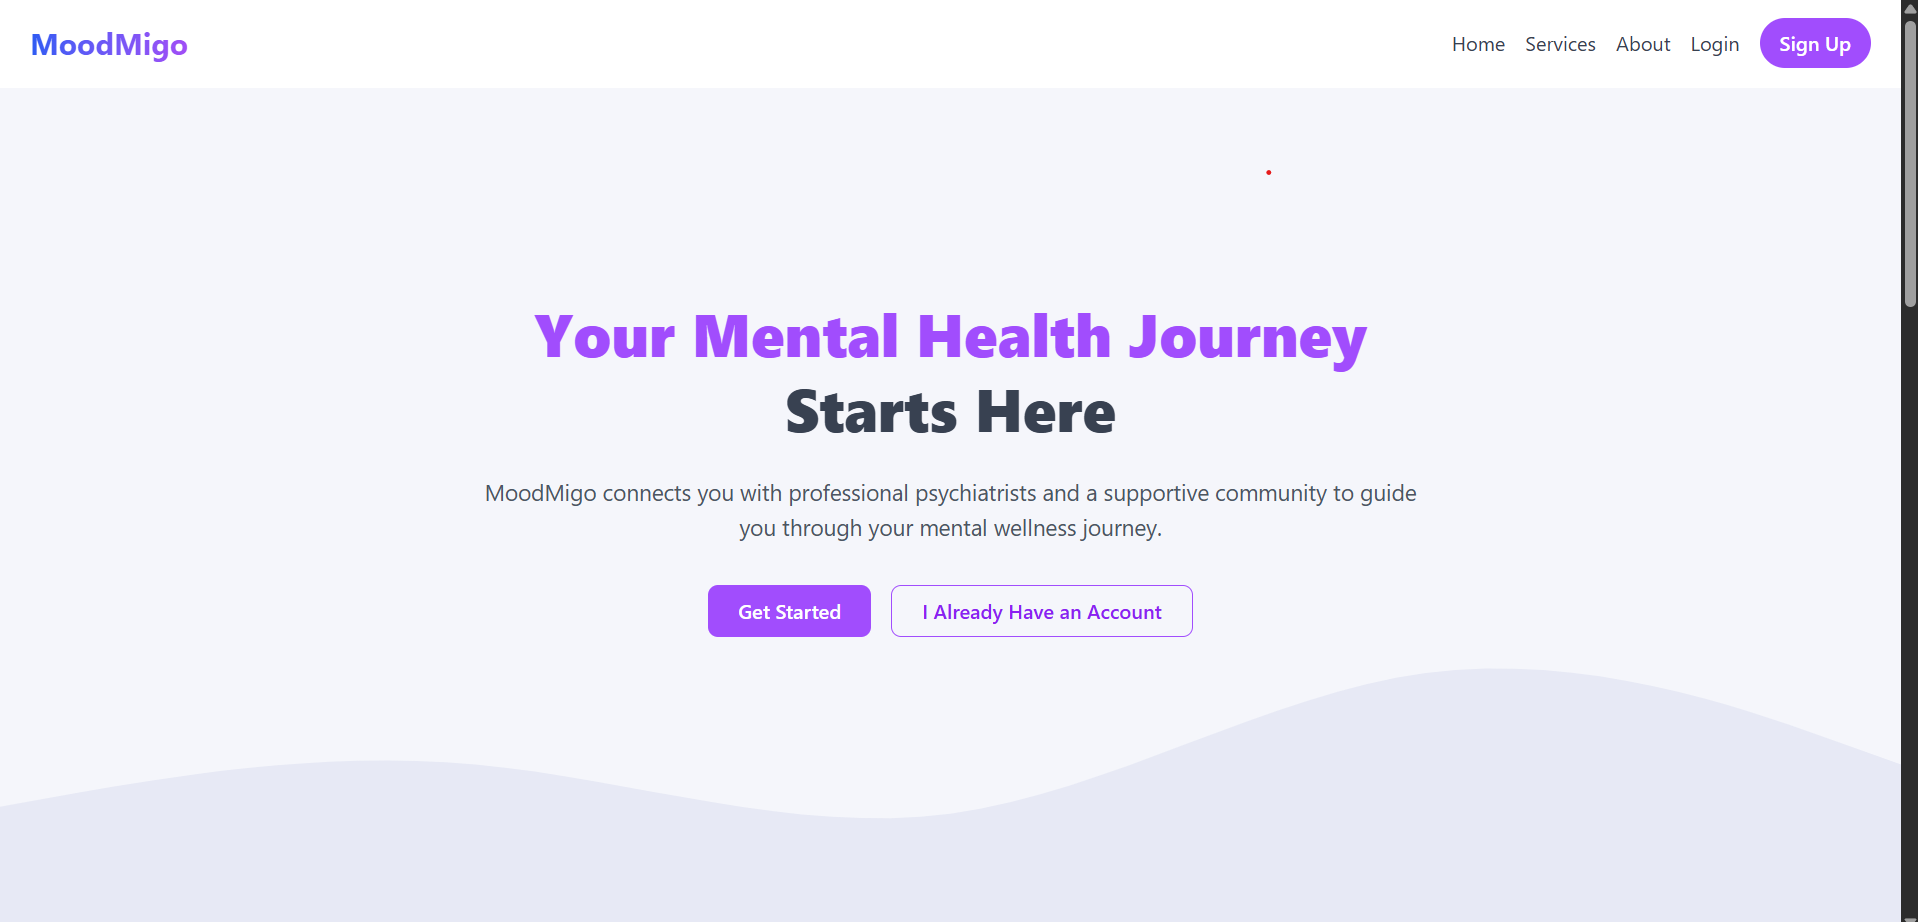 MoodMigo
Home Services About Login Sign Up
Your Mental Health Journey
Starts Here
MoodMigo connects you with professional psychiatrists and a supportive community to guide
you through your mental wellness journey.
Get Started I Already Have an Account